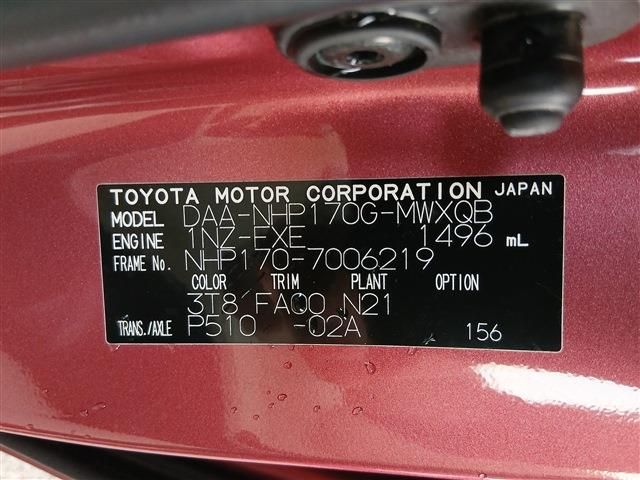 TOYOTA MOTOR CORPORATION JAPAN
MODEL DAA-NHP170G-MWXQB
ENGINE 1NZ-EXE 1496 mL
FRAME No. NHP170-7006219
COLOR TRIM PLANT OPTION
3T8 FA00 N21
TRANS./AXLE P510 -02A 156